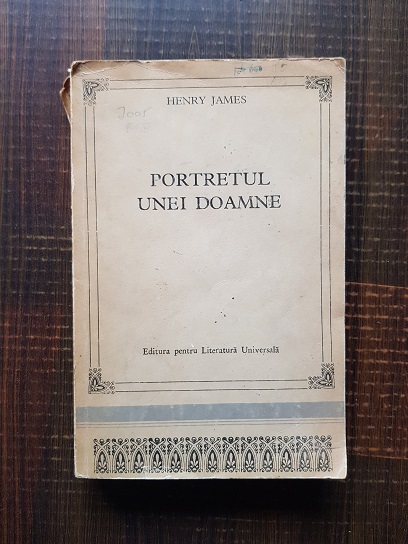 HENRY JAMES
PORTRETUL
UNEI DOAMNE
Editura pentru Literatură Universală